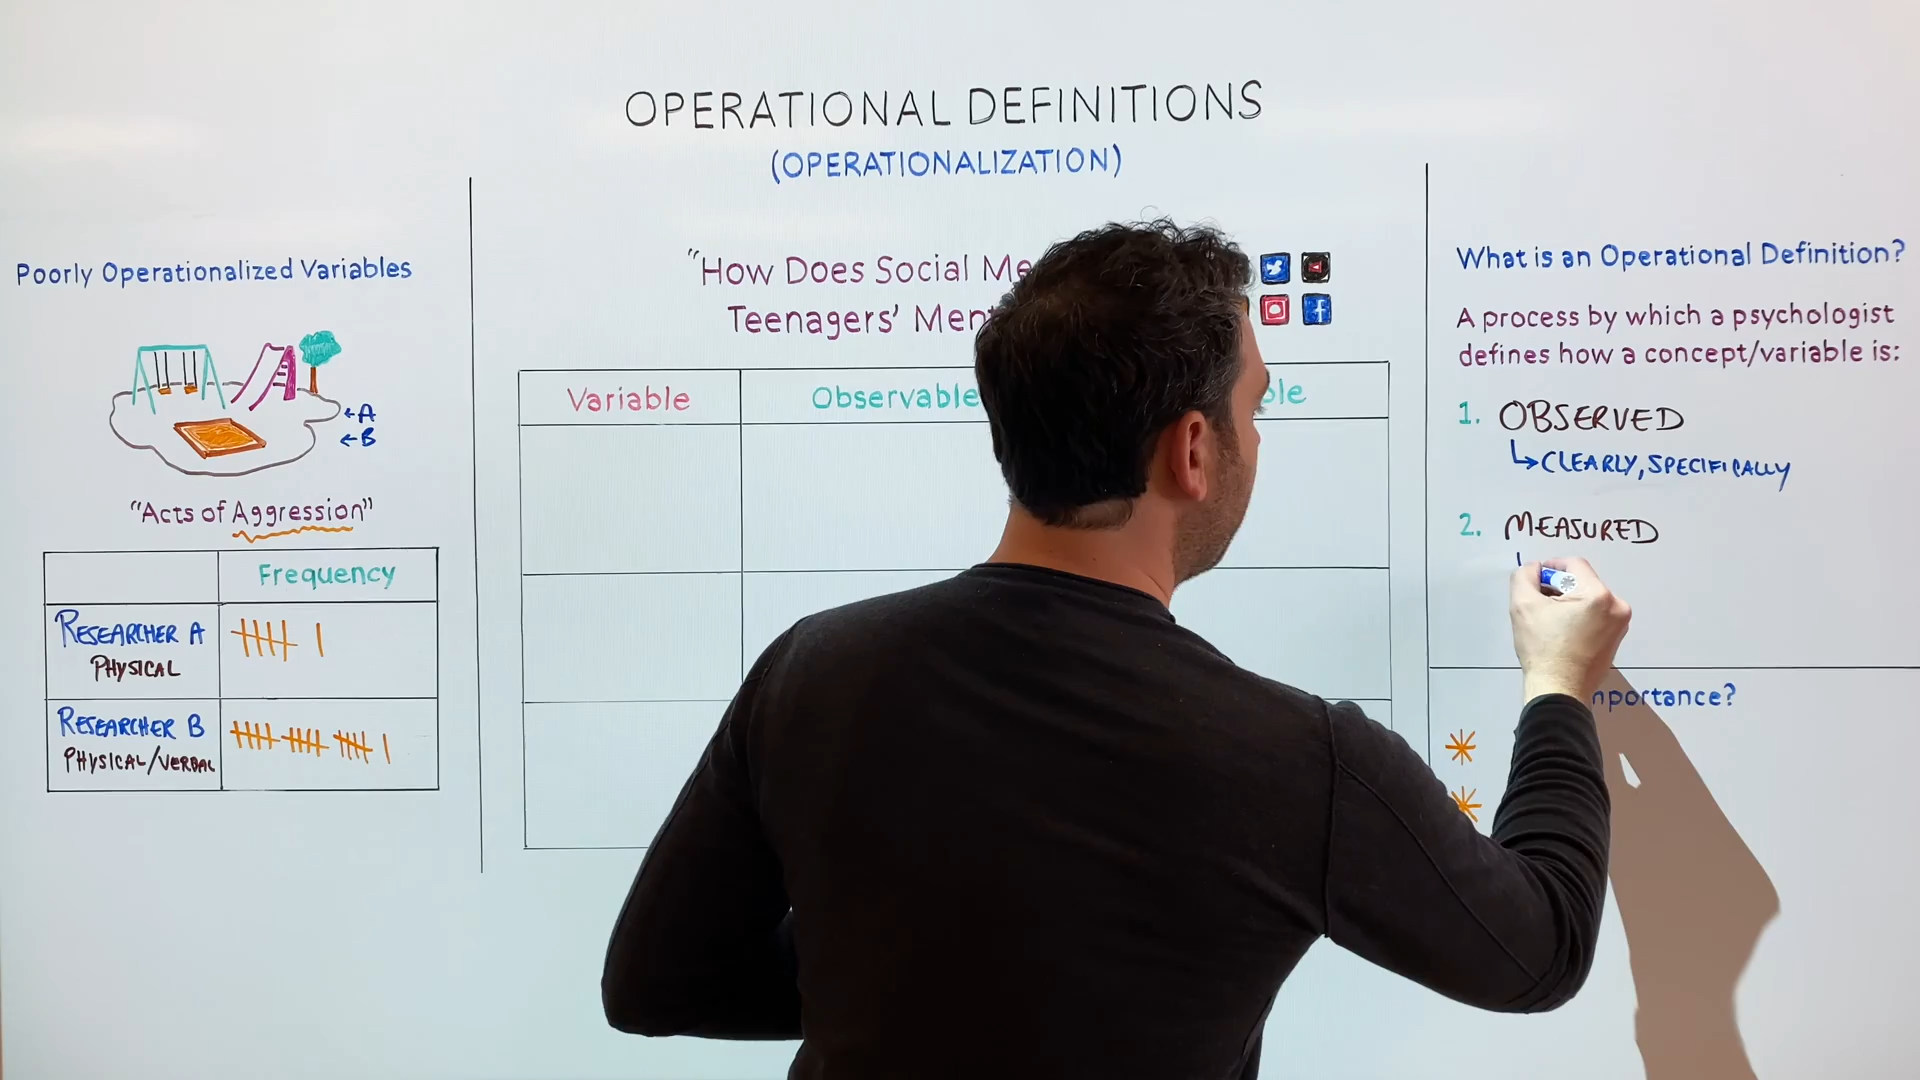 OPERATIONAL DEFINITIONS
(OPERATIONALIZATION)
Poorly Operationalized Variables
A
B
"Acts of Aggression"
Frequency
RESEARCHER A
PHYSICAL
RESEARCHER B
PHYSICAL/VERBAL
"How Does Social Me
Teenagers' Ment
f
Variable
Observable
ble
What is an Operational Definition?
A process by which a psychologist
defines how a concept/variable is:
1. OBSERVED
CLEARLY, SPECIFICALLY
2. MEASURED
mportance?